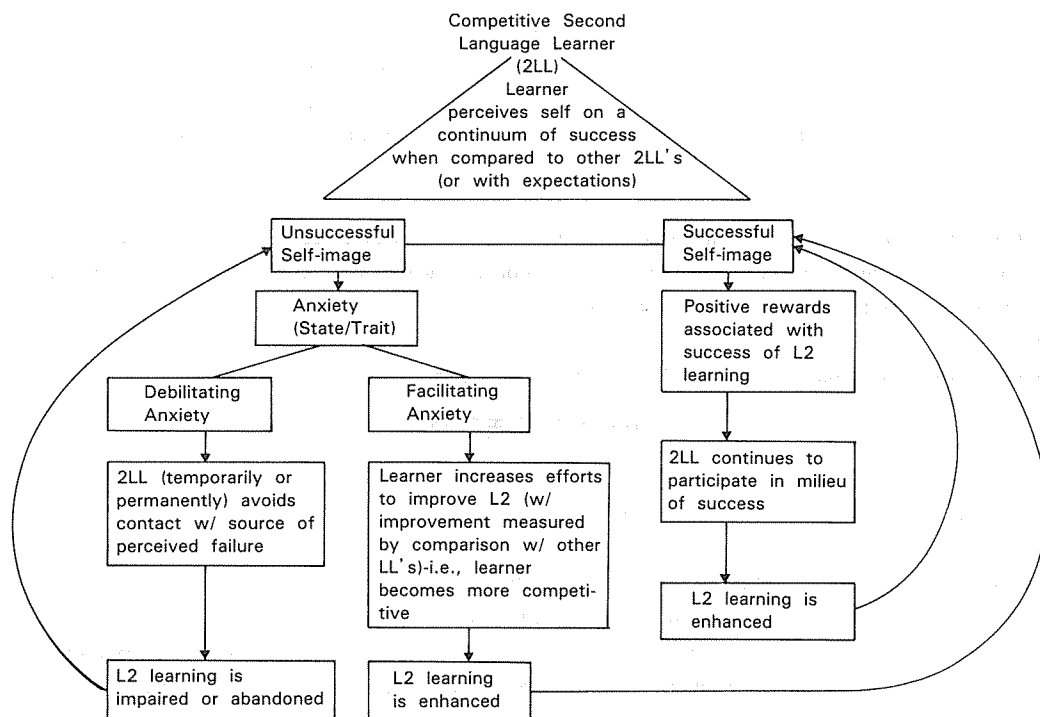 Competitive Second
Language Learner
(2LL)
Learner
perceives self on a
continuum of success
when compared to other 2LL's
(or with expectations)
Unsuccessful
Self-image
Successful
Self-image
Anxiety
(State/Trait)
Positive rewards
associated with
success of L2
learning
Debilitating
Anxiety
Facilitating
Anxiety
2LL (temporarily or
permanently) avoids
contact w/ source of
perceived failure
Learner increases efforts
to improve L2 (w/
improvement measured
by comparison w/ other
LL's)-i.e., learner
becomes more competi-
tive
2LL continues to
participate in milieu
of success
L2 learning is
enhanced
L2 learning is
impaired or abandoned
L2 learning
is enhanced